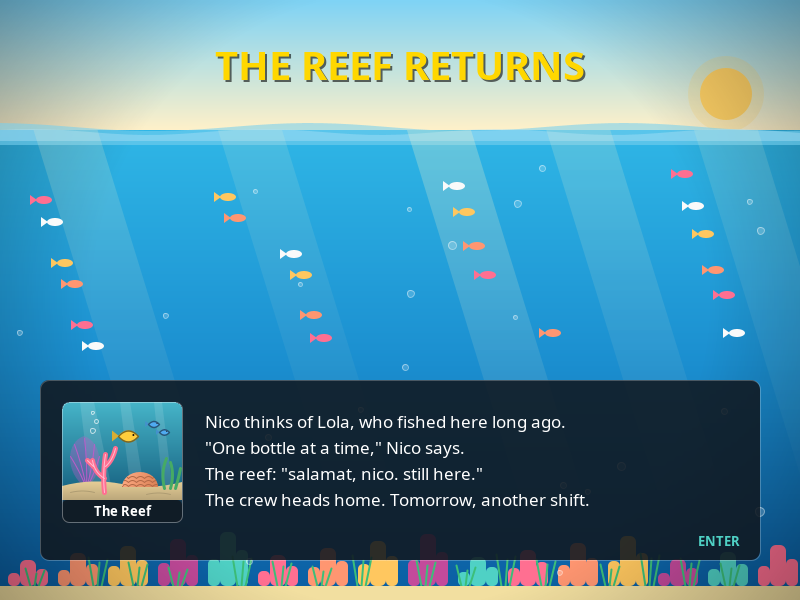 THE REEF RETURNS
Nico thinks of Lola, who fished here long ago.
"One bottle at a time," Nico says.
The reef: "salamat, nico. still here."
The crew heads home. Tomorrow, another shift.
The Reef
ENTER